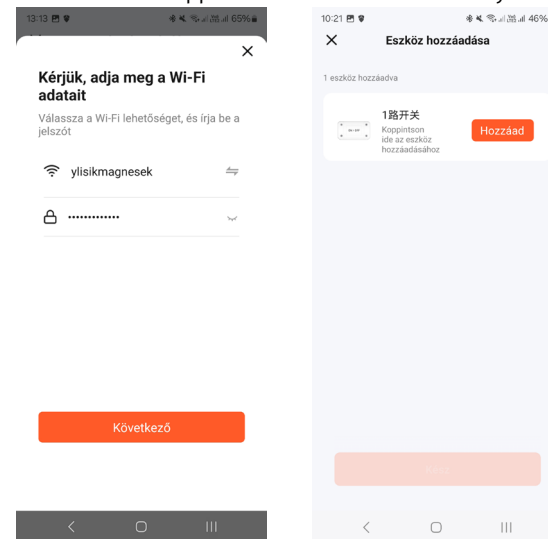 13:13
65%
Kérjük, adja meg a Wi-Fi
adatait
Válassza a Wi-Fi lehetőséget, és írja be a
jelszót
ylisikmagnesek
•••••••••••••
Következő
10:21
46%
Eszköz hozzáadása
1 eszköz hozzáadva
1路开关
Koppintson
ide az eszköz
hozzáadásához
Hozzáad